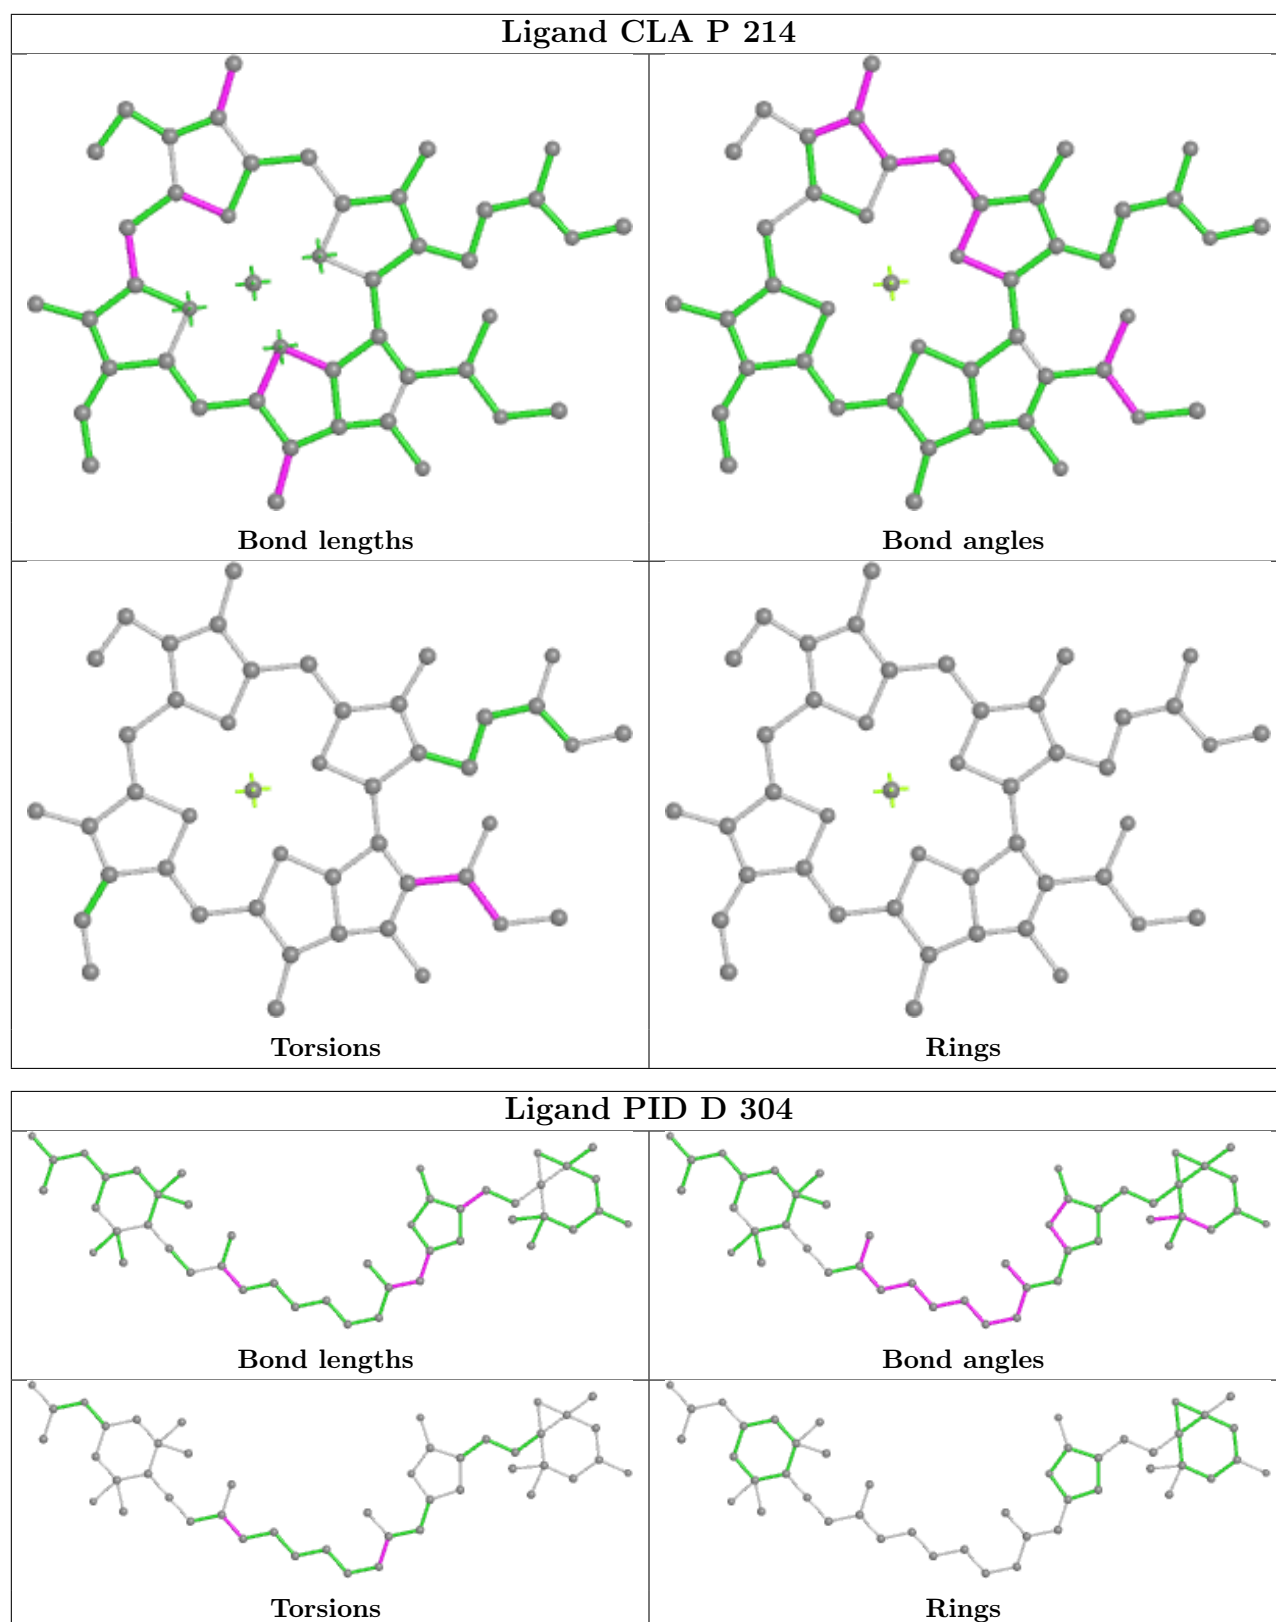 Ligand CLA P 214
Bond lengths
Bond angles
Torsions
Rings
Ligand PID D 304
Bond lengths
Bond angles
Torsions
Rings